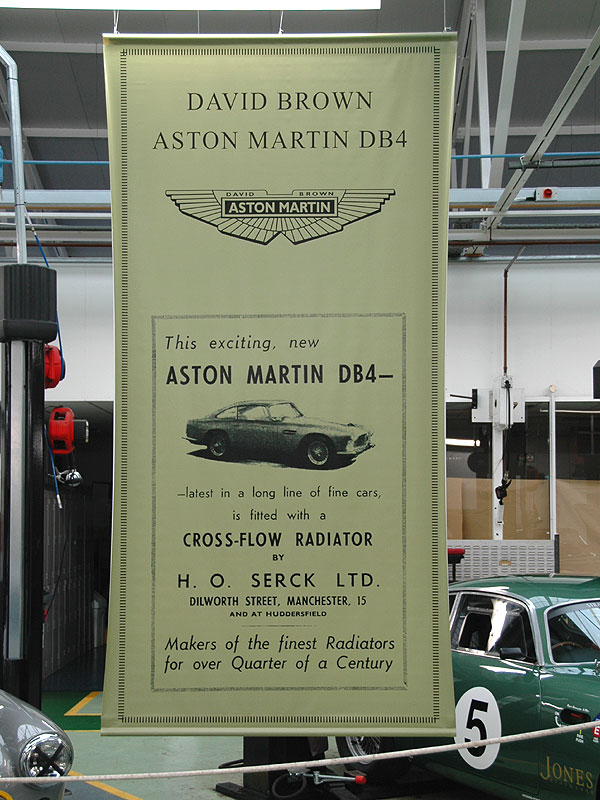 DAVID BROWN
ASTON MARTIN DB4
DAVID BROWN
ASTON MARTIN
This exciting, new
ASTON MARTIN DB4—
—latest in a long line of fine cars,
is fitted with a
CROSS-FLOW RADIATOR
BY
H. O. SERCK LTD.
DILWORTH STREET, MANCHESTER, 15
AND AT HUDDERSFIELD
Makers of the finest Radiators
for over Quarter of a Century
5
JONES